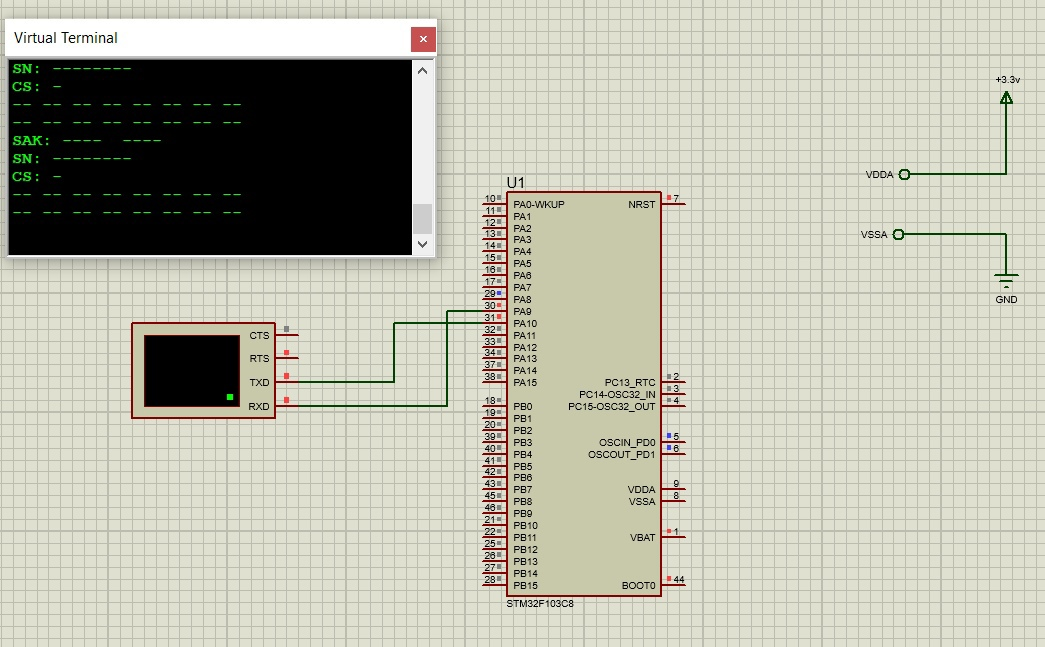 Virtual Terminal
SN: --------
CS: -
-- -- -- -- -- -- -- --
-- -- -- -- -- -- -- --
SAK: ----  ----
SN: --------
CS: -
-- -- -- -- -- -- -- --
-- -- -- -- -- -- -- --
+3.3v
VDDA
VSSA
GND
CTS
RTS
TXD
RXD
U1
10 PA0-WKUP
11 PA1
12 PA2
13 PA3
14 PA4
15 PA5
16 PA6
17 PA7
29 PA8
30 PA9
31 PA10
32 PA11
33 PA12
34 PA13
37 PA14
38 PA15
18 PB0
19 PB1
20 PB2
39 PB3
40 PB4
41 PB5
42 PB6
43 PB7
45 PB8
46 PB9
21 PB10
22 PB11
25 PB12
26 PB13
27 PB14
28 PB15
NRST 7
PC13_RTC 2
PC14-OSC32_IN 3
PC15-OSC32_OUT 4
OSCIN_PD0 5
OSCOUT_PD1 6
VDDA 9
VSSA 8
VBAT 1
BOOT0 44
STM32F103C8